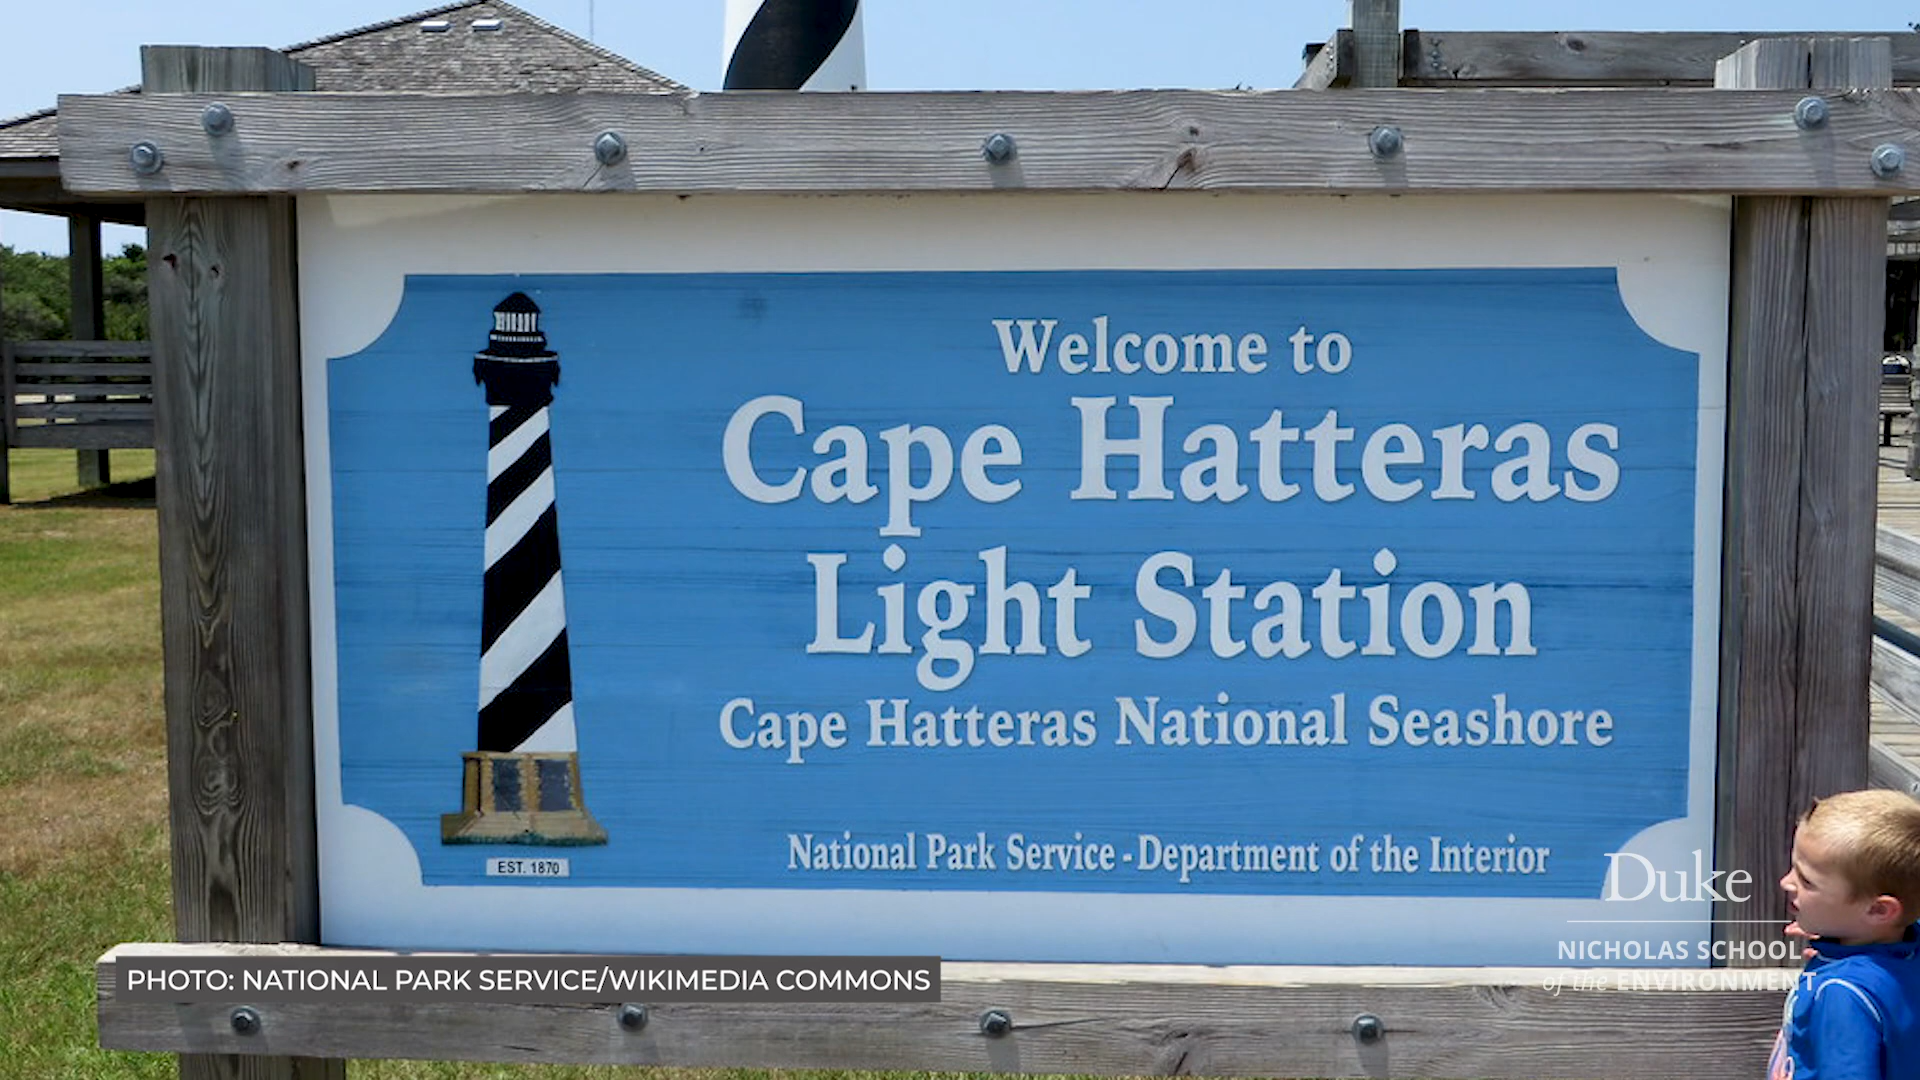 Welcome to
Cape Hatteras
Light Station
Cape Hatteras National Seashore
National Park Service - Department of the Interior
EST. 1870
Duke
NICHOLAS SCHOOL
of the ENVIRONMENT
PHOTO: NATIONAL PARK SERVICE/WIKIMEDIA COMMONS